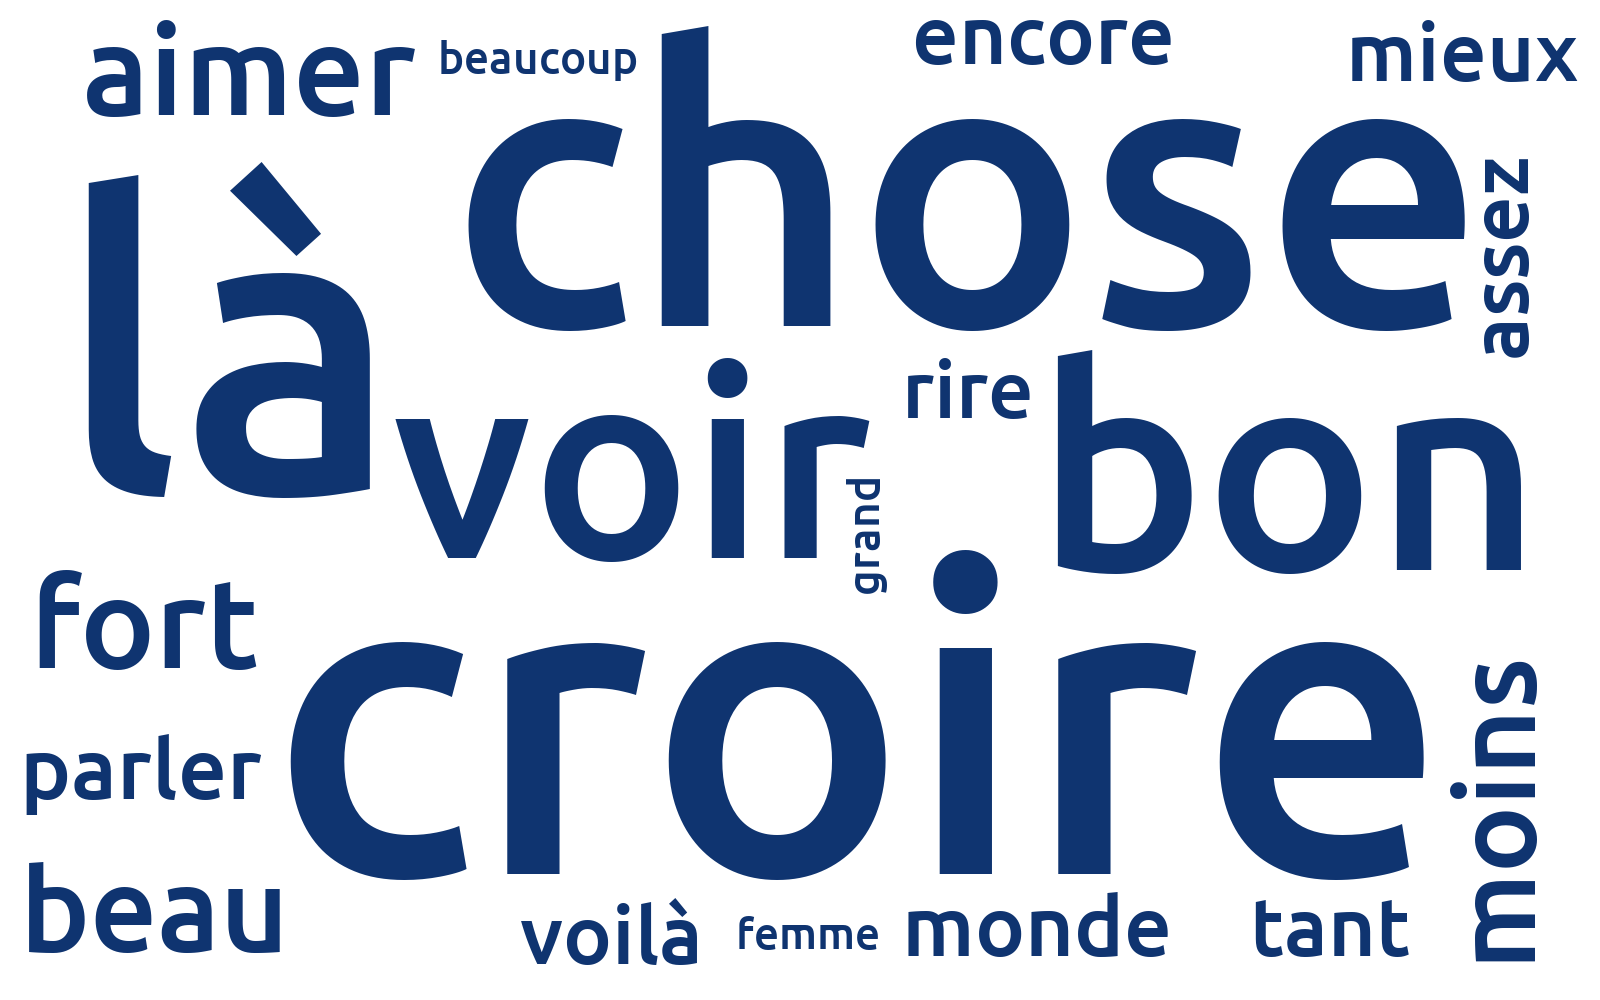 aimer
beaucoup
encore
mieux
chose
là
assez
voir
rire
bon
grand
fort
croire
parler
moins
beau
voilà
femme
monde
tant